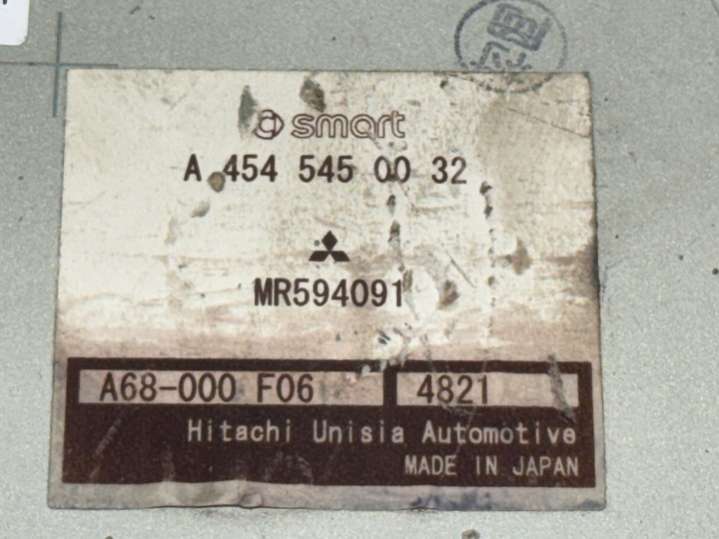 smart
A 454 545 00 32
MR594091
A68-000 F06 4821
Hitachi Unisia Automotive
MADE IN JAPAN